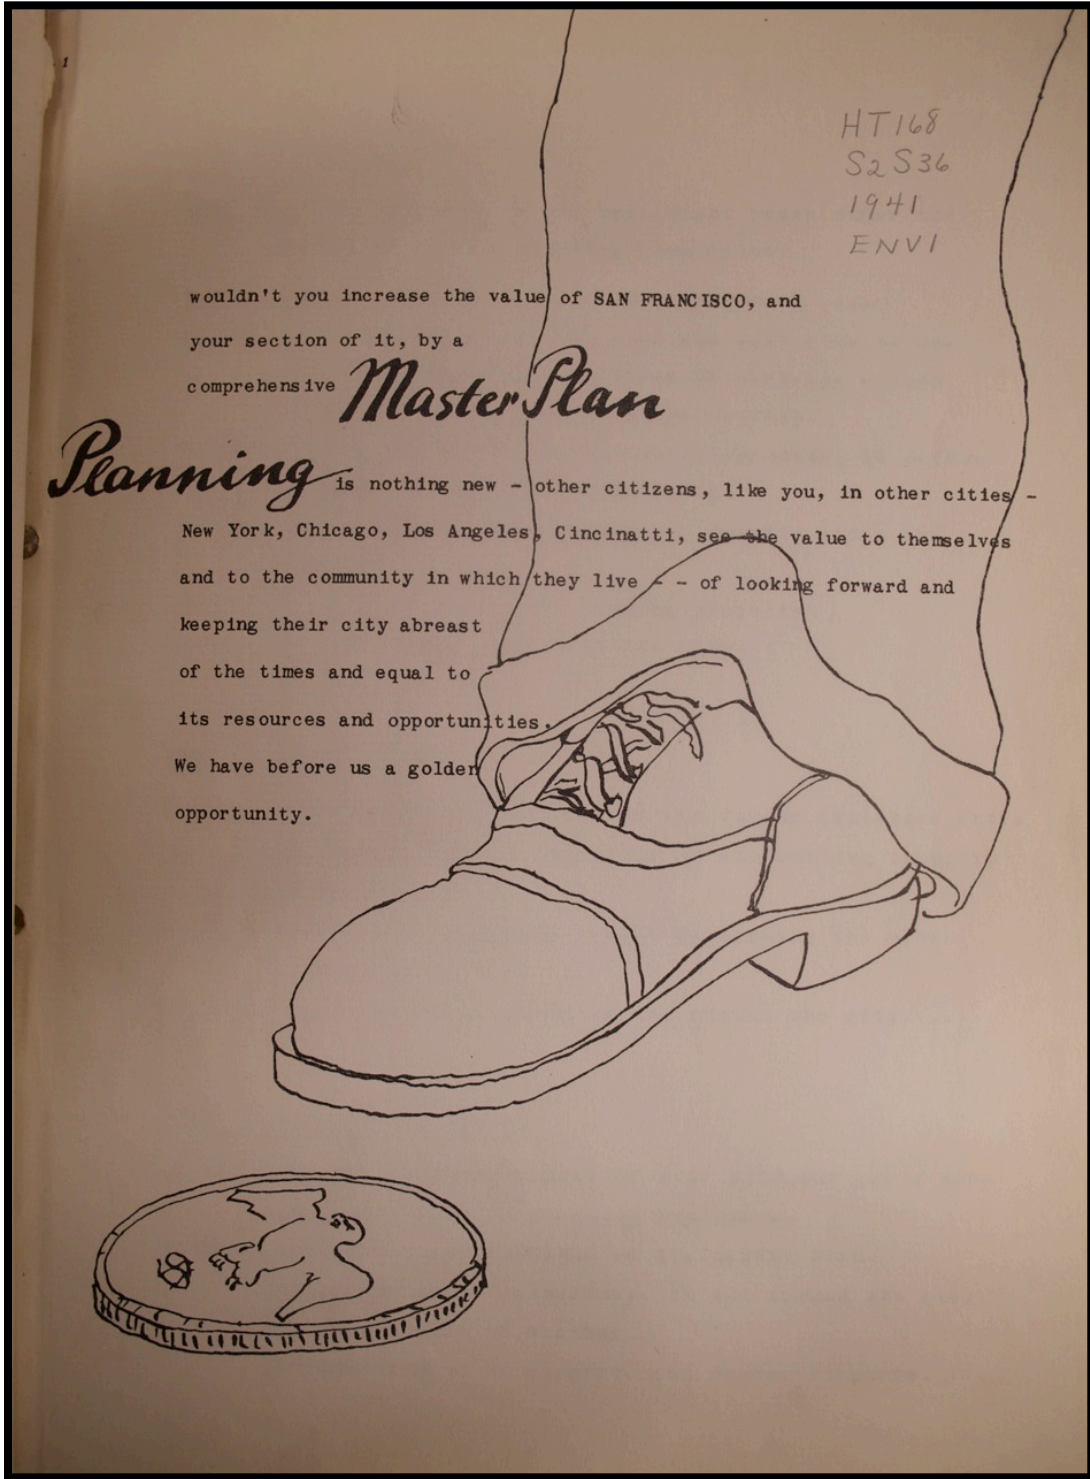 1
HT168
S2 S36
1941
ENVI
wouldn't you increase the value of SAN FRANCISCO, and
your section of it, by a
comprehensive Master Plan
Planning is nothing new - other citizens, like you, in other cities -
New York, Chicago, Los Angeles, Cincinatti, see the value to themselves
and to the community in which they live - - of looking forward and
keeping their city abreast
of the times and equal to
its resources and opportunities.
We have before us a golden
opportunity.